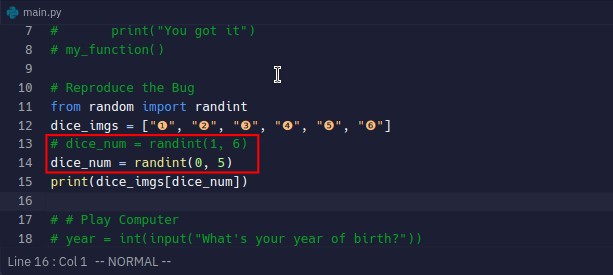 main.py
7 #       print("You got it")
8 # my_function()
9
10 # Reproduce the Bug
11 from random import randint
12 dice_imgs = ["❶", "❷", "❸", "❹", "❺", "❻"]
13 # dice_num = randint(1, 6)
14 dice_num = randint(0, 5)
15 print(dice_imgs[dice_num])
16
17 # # Play Computer
18 # year = int(input("What's your year of birth?"))
Line 16 : Col 1 -- NORMAL --